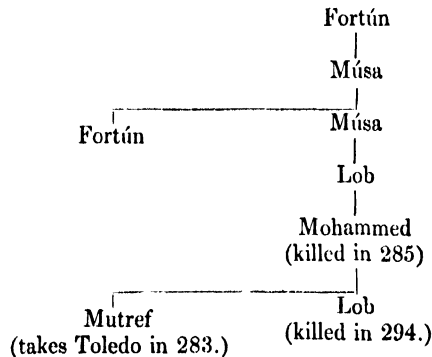 Fortún
Músa
Fortún
Músa
Lob
Mohammed
(killed in 285)
Mutref
(takes Toledo in 283.)
Lob
(killed in 294.)